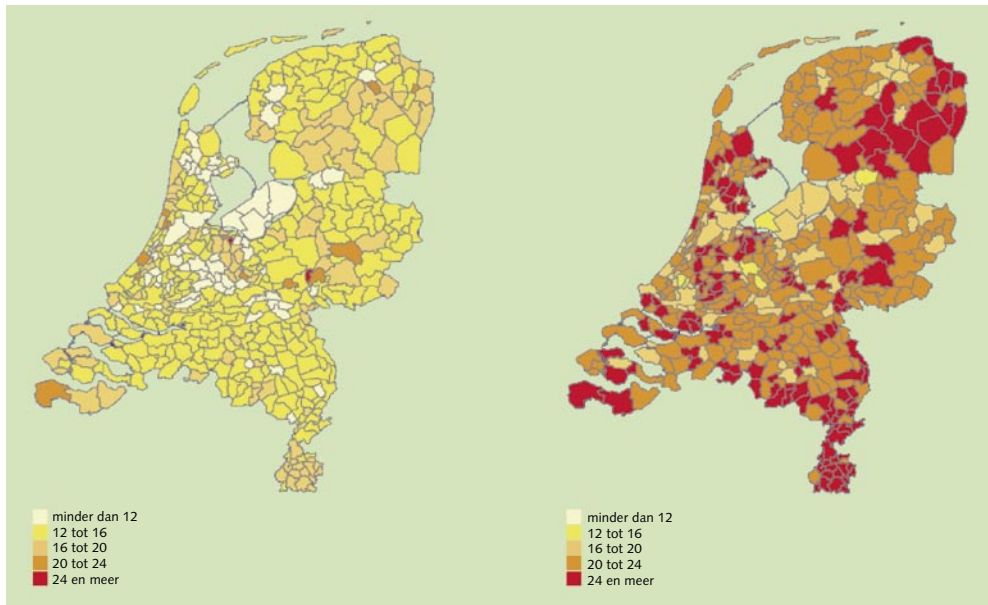 minder dan 12
12 tot 16
16 tot 20
20 tot 24
24 en meer
minder dan 12
12 tot 16
16 tot 20
20 tot 24
24 en meer